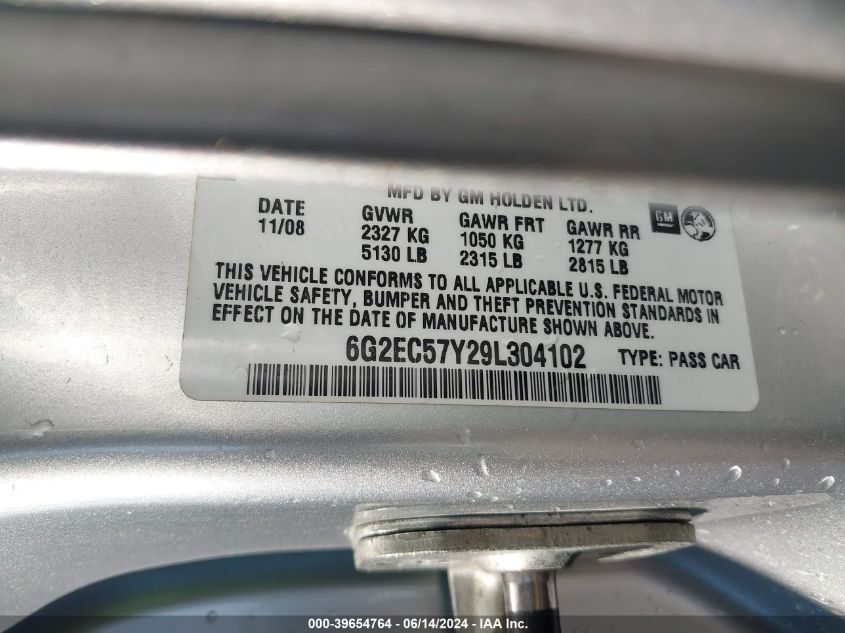 MFD BY GM HOLDEN LTD.
DATE GVWR GAWR FRT GAWR RR GM
11/08 2327 KG 1050 KG 1277 KG
5130 LB 2315 LB 2815 LB
THIS VEHICLE CONFORMS TO ALL APPLICABLE U.S. FEDERAL MOTOR
VEHICLE SAFETY, BUMPER AND THEFT PREVENTION STANDARDS IN
EFFECT ON THE DATE OF MANUFACTURE SHOWN ABOVE.
6G2EC57Y29L304102 TYPE: PASS CAR
000-39654764 - 06/14/2024 - IAAI Inc.